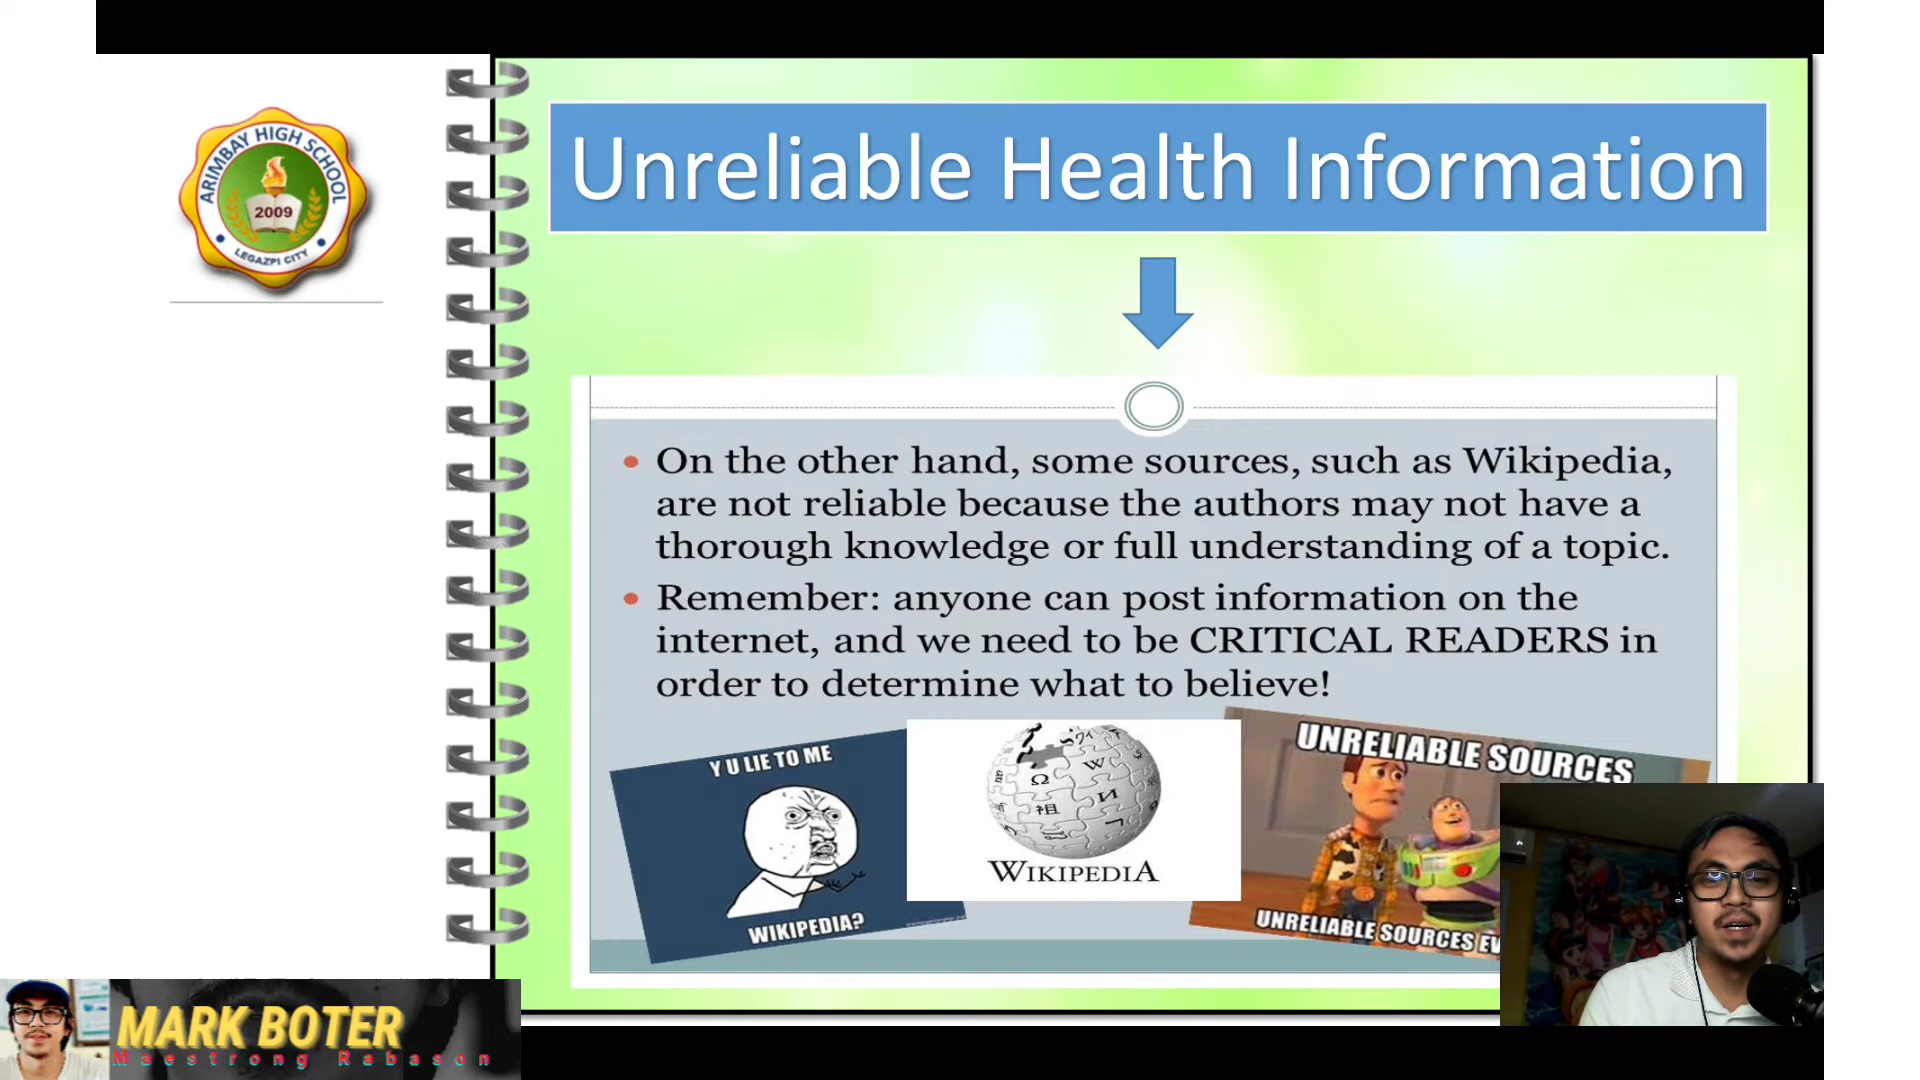 ARIMBAY HIGH SCHOOL
2009
LEGAZPI CITY
Unreliable Health Information
• On the other hand, some sources, such as Wikipedia,
are not reliable because the authors may not have a
thorough knowledge or full understanding of a topic.
• Remember: anyone can post information on the
internet, and we need to be CRITICAL READERS in
order to determine what to believe!
Y U LIE TO ME
WIKIPEDIA?
Ω
W
祖
И
WIKIPEDIA
UNRELIABLE SOURCES
UNRELIABLE SOURCES EV
MARK BOTER
Maestrong Rabason